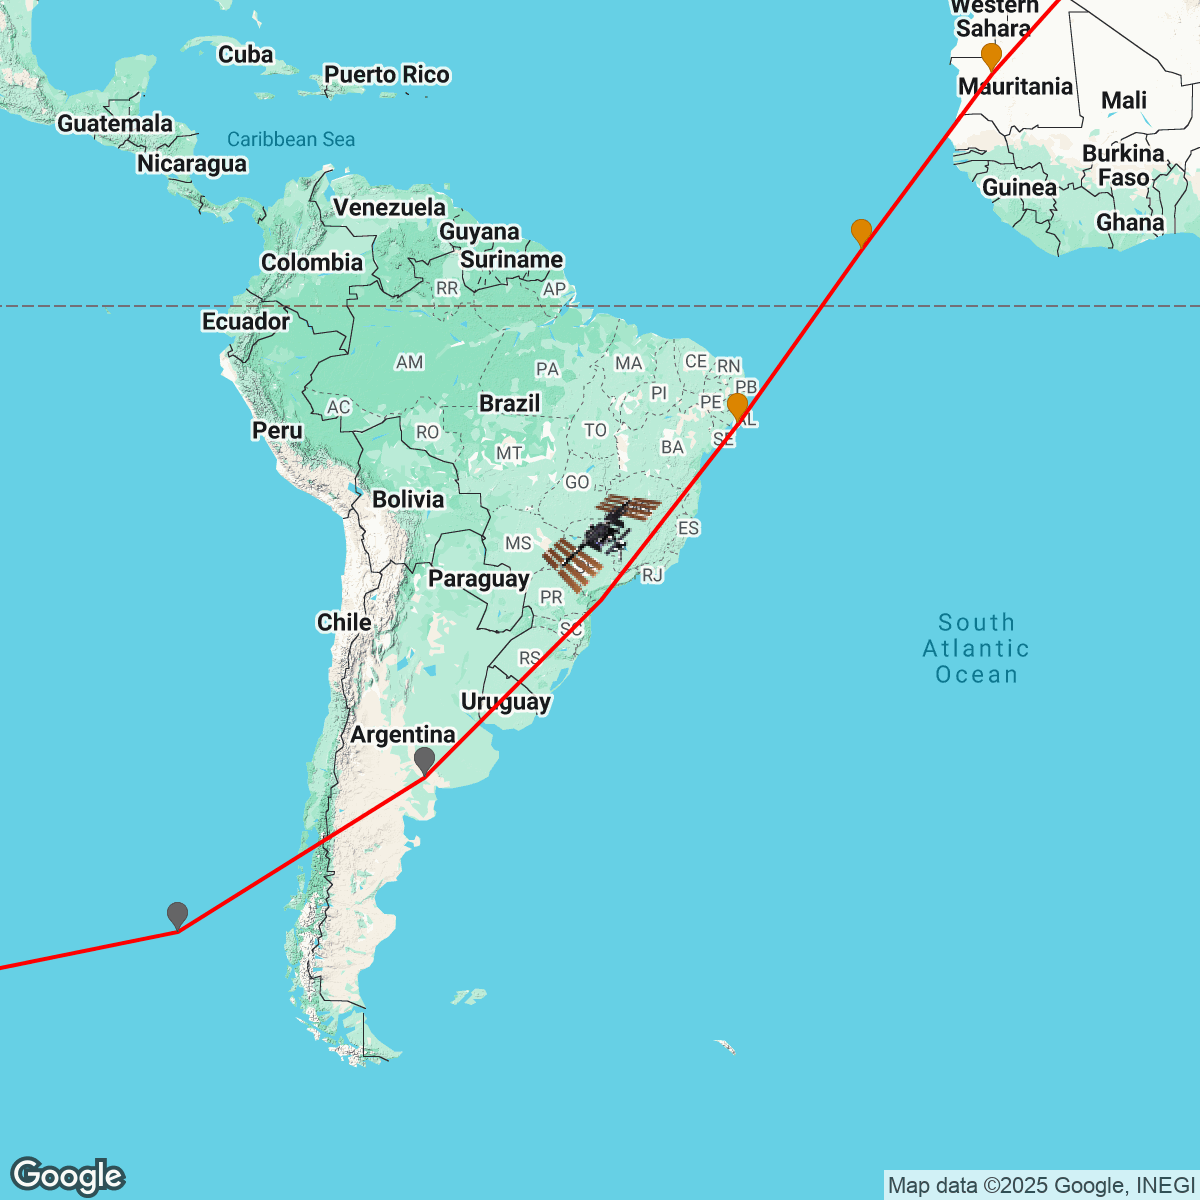 Western
Sahara
Cuba
Puerto Rico
Mauritania
Mali
Guatemala
Caribbean Sea
Nicaragua
Burkina
Faso
Guinea
Venezuela
Ghana
Guyana
Colombia
Suriname
RR
AP
Ecuador
AM
PA
MA
CE
RN
PI
PB
Brazil
PE
AC
AL
Peru
RO
TO
SE
MT
BA
GO
Bolivia
ES
MS
Paraguay
RJ
PR
Chile
SC
South
Atlantic
Ocean
RS
Uruguay
Argentina
Google
Map data ©2025 Google, INEGI